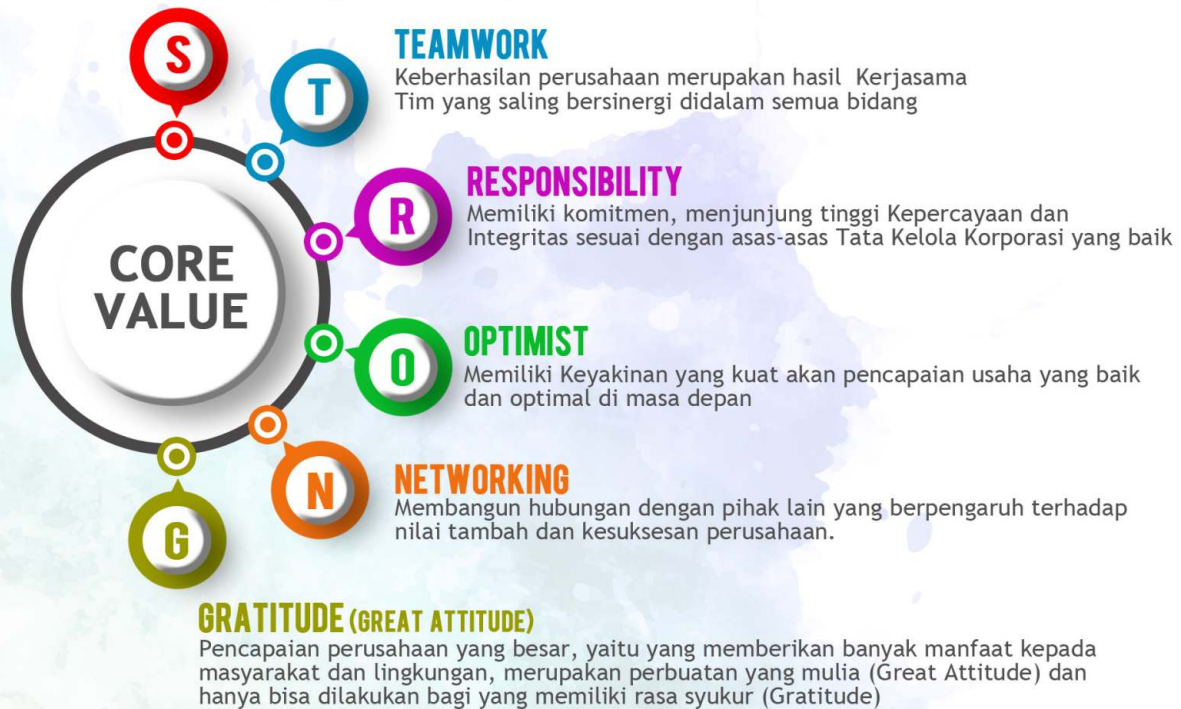 S
T
TEAMWORK
Keberhasilan perusahaan merupakan hasil Kerjasama
Tim yang saling bersinergi didalam semua bidang
R
RESPONSIBILITY
Memiliki komitmen, menjunjung tinggi Kepercayaan dan
Integritas sesuai dengan asas-asas Tata Kelola Korporasi yang baik
CORE
VALUE
O
OPTIMIST
Memiliki Keyakinan yang kuat akan pencapaian usaha yang baik
dan optimal di masa depan
N
NETWORKING
Membangun hubungan dengan pihak lain yang berpengaruh terhadap
nilai tambah dan kesuksesan perusahaan.
G
GRATITUDE (GREAT ATTITUDE)
Pencapaian perusahaan yang besar, yaitu yang memberikan banyak manfaat kepada
masyarakat dan lingkungan, merupakan perbuatan yang mulia (Great Attitude) dan
hanya bisa dilakukan bagi yang memiliki rasa syukur (Gratitude)